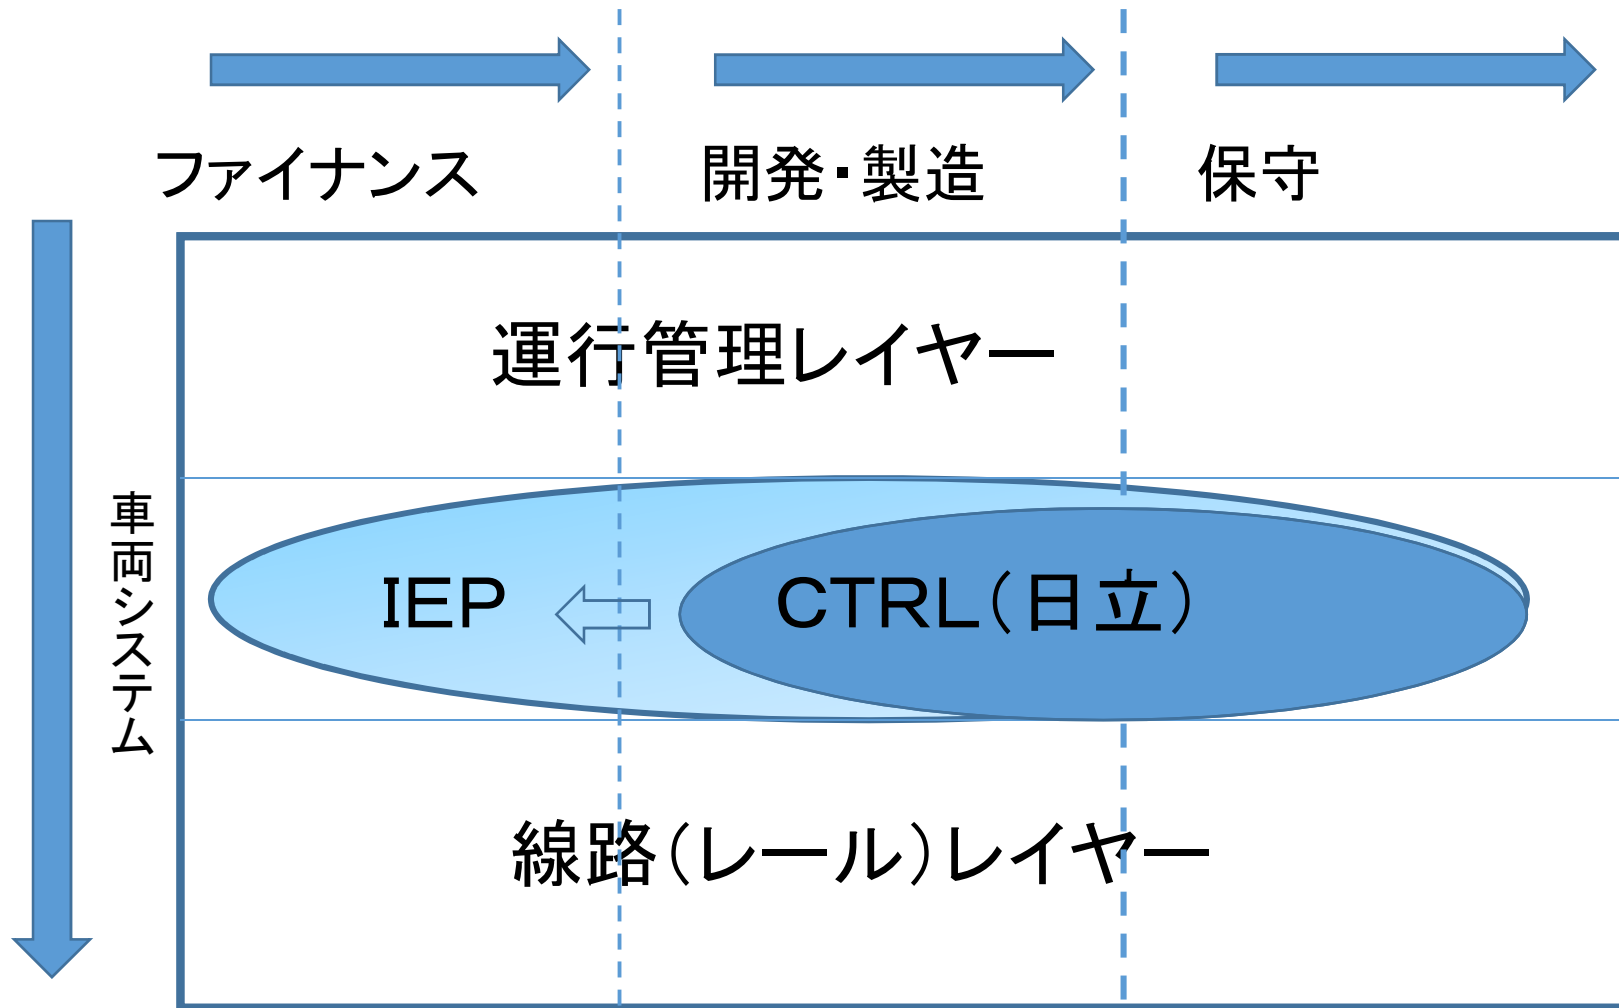 ファイナンス
開発・製造
保守
運行管理レイヤー
車両システム
IEP
CTRL(日立)
線路(レール)レイヤー